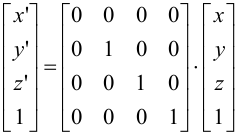 [x'] [0 0 0 0] [x]
[y'] = [0 1 0 0] · [y]
[z'] [0 0 1 0] [z]
[1] [0 0 0 1] [1]